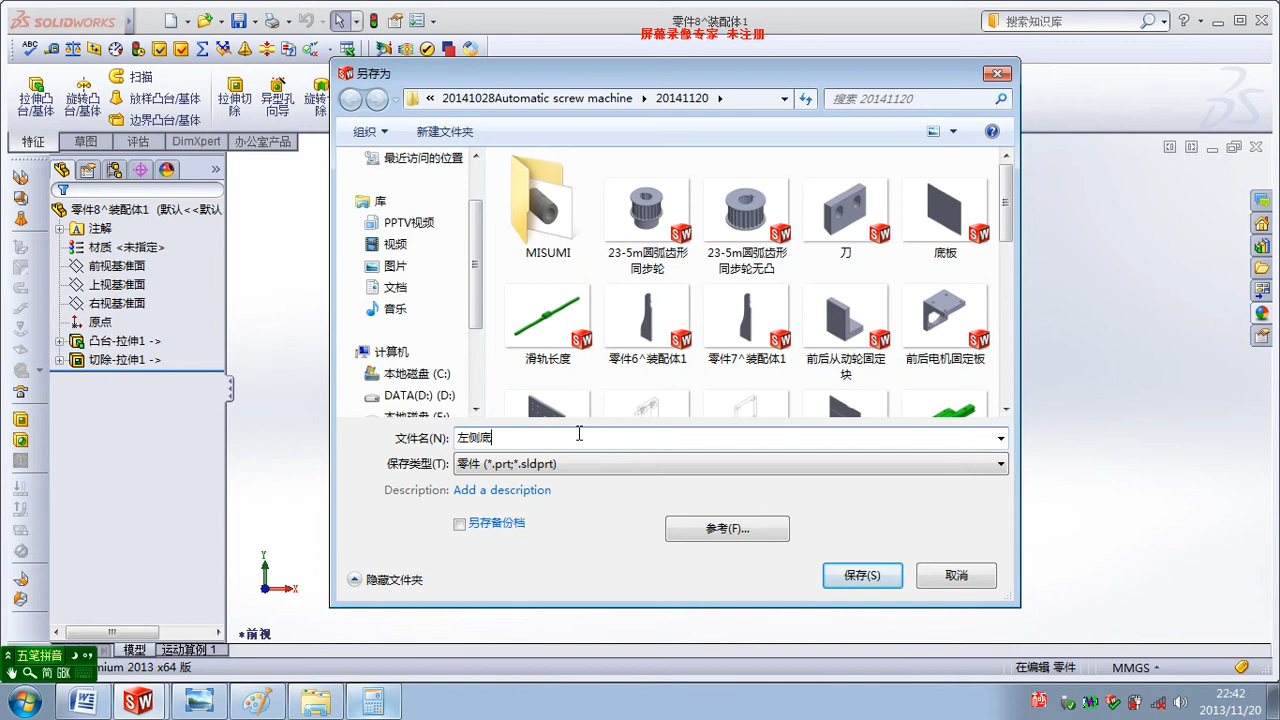 SOLIDWORKS
零件8^装配体1
屏幕录像专家 未注册
搜索知识库
拉伸凸台/基体
旋转凸台/基体
扫描
放样凸台/基体
边界凸台/基体
拉伸切除
异型孔向导
旋转
特征
草图
评估
DimXpert
办公室产品
零件8^装配体1 (默认<<默认
注解
材质 <未指定>
前视基准面
上视基准面
右视基准面
原点
凸台-拉伸1 ->
切除-拉伸1 ->
另存为
« 20141028Automatic screw machine
20141120
搜索 20141120
组织
新建文件夹
最近访问的位置
库
PPTV视频
视频
图片
文档
音乐
计算机
本地磁盘 (C:)
DATA(D:) (D:)
MISUMI
23-5m圆弧齿形同步轮
23-5m圆弧齿形同步轮无凸
刀
底板
滑轨长度
零件6^装配体1
零件7^装配体1
前后从动轮固定块
前后电机固定板
文件名(N):
左侧底
保存类型(T):
零件 (*.prt;*.sldprt)
Description:
Add a description
另存备份档
参考(F)...
隐藏文件夹
保存(S)
取消
Y
X
*前视
模型
运动算例 1
五笔拼音
简
GBK
mium 2013 x64 版
在编辑 零件
MMGS
22:42
2013/11/20